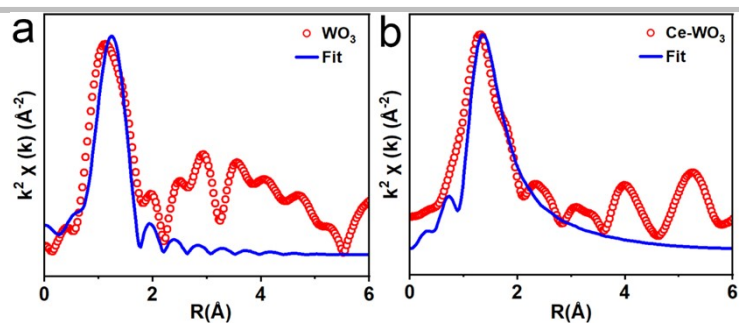 a
WO₃
Fit
k² χ (k) (Å⁻²)
0 2 4 6
R(Å)
b
Ce-WO₃
Fit
k² χ (k) (Å⁻²)
0 2 4 6
R(Å)